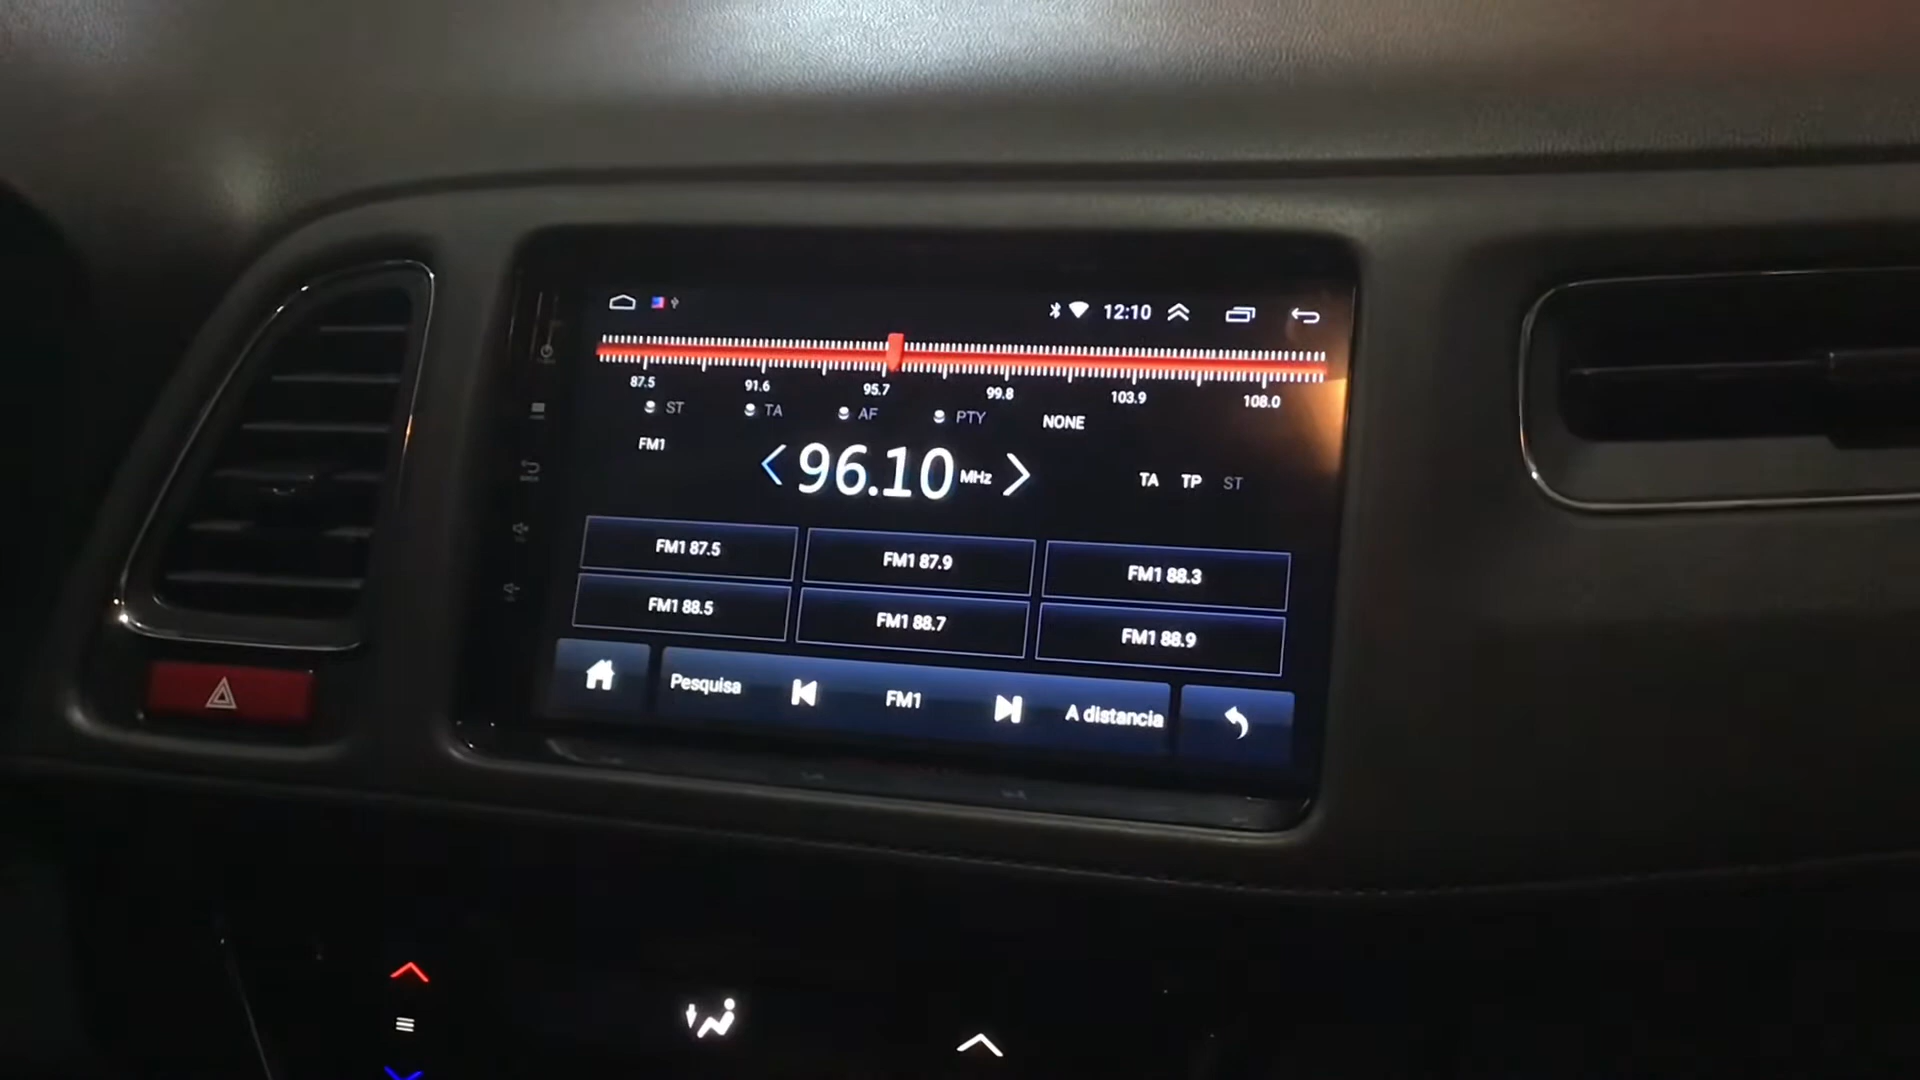 12:10
87.5 91.6 95.7 99.8 103.9 108.0
ST TA AF PTY NONE
FM1
96.10 MHz
TA TP ST
FM1 87.5 FM1 87.9 FM1 88.3
FM1 88.5 FM1 88.7 FM1 88.9
Pesquisa FM1 A distancia